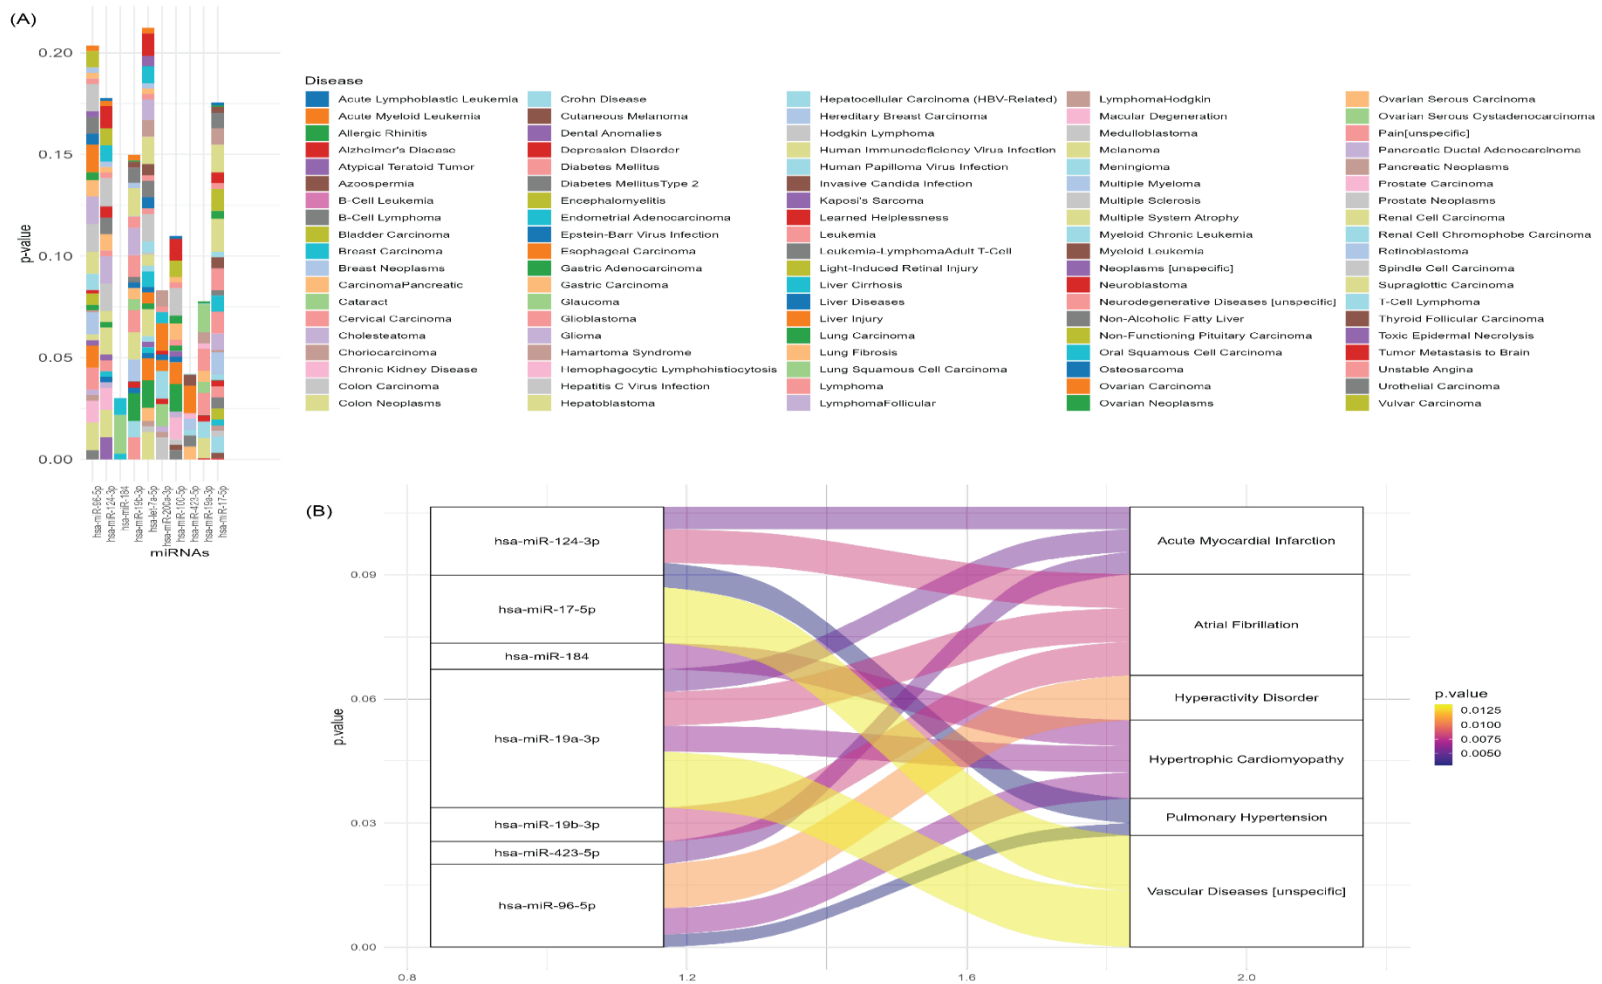 (A)
0.20
0.15
0.10
0.05
0.00
p-value
hsa-miR-96-5p
hsa-miR-124-3p
hsa-miR-184
hsa-miR-19b-3p
hsa-let-7a-5p
hsa-miR-200a-3p
hsa-miR-100-5p
hsa-miR-423-5p
hsa-miR-19a-3p
hsa-miR-17-5p
miRNAs
Disease
Acute Lymphoblastic Leukemia
Acute Myeloid Leukemia
Allergic Rhinitis
Alzheimer's Disease
Atypical Teratoid Tumor
Azoospermia
B-Cell Leukemia
B-Cell Lymphoma
Bladder Carcinoma
Breast Carcinoma
Breast Neoplasms
CarcinomaPancreatic
Cataract
Cervical Carcinoma
Cholesteatoma
Choriocarcinoma
Chronic Kidney Disease
Colon Carcinoma
Colon Neoplasms
Crohn Disease
Cutaneous Melanoma
Dental Anomalies
Depression Disorder
Diabetes Mellitus
Diabetes MellitusType 2
Encephalomyelitis
Endometrial Adenocarcinoma
Epstein-Barr Virus Infection
Esophageal Carcinoma
Gastric Adenocarcinoma
Gastric Carcinoma
Glaucoma
Glioblastoma
Glioma
Hamartoma Syndrome
Hemophagocytic Lymphohistiocytosis
Hepatitis C Virus Infection
Hepatoblastoma
Hepatocellular Carcinoma (HBV-Related)
Hereditary Breast Carcinoma
Hodgkin Lymphoma
Human Immunodeficiency Virus Infection
Human Papilloma Virus Infection
Invasive Candida Infection
Kaposi's Sarcoma
Learned Helplessness
Leukemia
Leukemia-LymphomaAdult T-Cell
Light-Induced Retinal Injury
Liver Cirrhosis
Liver Diseases
Liver Injury
Lung Carcinoma
Lung Fibrosis
Lung Squamous Cell Carcinoma
Lymphoma
LymphomaFollicular
LymphomaHodgkin
Macular Degeneration
Medulloblastoma
Melanoma
Meningioma
Multiple Myeloma
Multiple Sclerosis
Multiple System Atrophy
Myeloid Chronic Leukemia
Myeloid Leukemia
Neoplasms [unspecific]
Neuroblastoma
Neurodegenerative Diseases [unspecific]
Non-Alcoholic Fatty Liver
Non-Functioning Pituitary Carcinoma
Oral Squamous Cell Carcinoma
Osteosarcoma
Ovarian Carcinoma
Ovarian Neoplasms
Ovarian Serous Carcinoma
Ovarian Serous Cystadenocarcinoma
Pain[unspecific]
Pancreatic Ductal Adenocarcinoma
Pancreatic Neoplasms
Prostate Carcinoma
Prostate Neoplasms
Renal Cell Carcinoma
Renal Cell Chromophobe Carcinoma
Retinoblastoma
Spindle Cell Carcinoma
Supraglottic Carcinoma
T-Cell Lymphoma
Thyroid Follicular Carcinoma
Toxic Epidermal Necrolysis
Tumor Metastasis to Brain
Unstable Angina
Urothelial Carcinoma
Vulvar Carcinoma
(B)
0.09
0.06
0.03
0.00
p.value
hsa-miR-124-3p
hsa-miR-17-5p
hsa-miR-184
hsa-miR-19a-3p
hsa-miR-19b-3p
hsa-miR-423-5p
hsa-miR-96-5p
Acute Myocardial Infarction
Atrial Fibrillation
Hyperactivity Disorder
Hypertrophic Cardiomyopathy
Pulmonary Hypertension
Vascular Diseases [unspecific]
0.8
1.2
1.6
2.0
p.value
0.0125
0.0100
0.0050